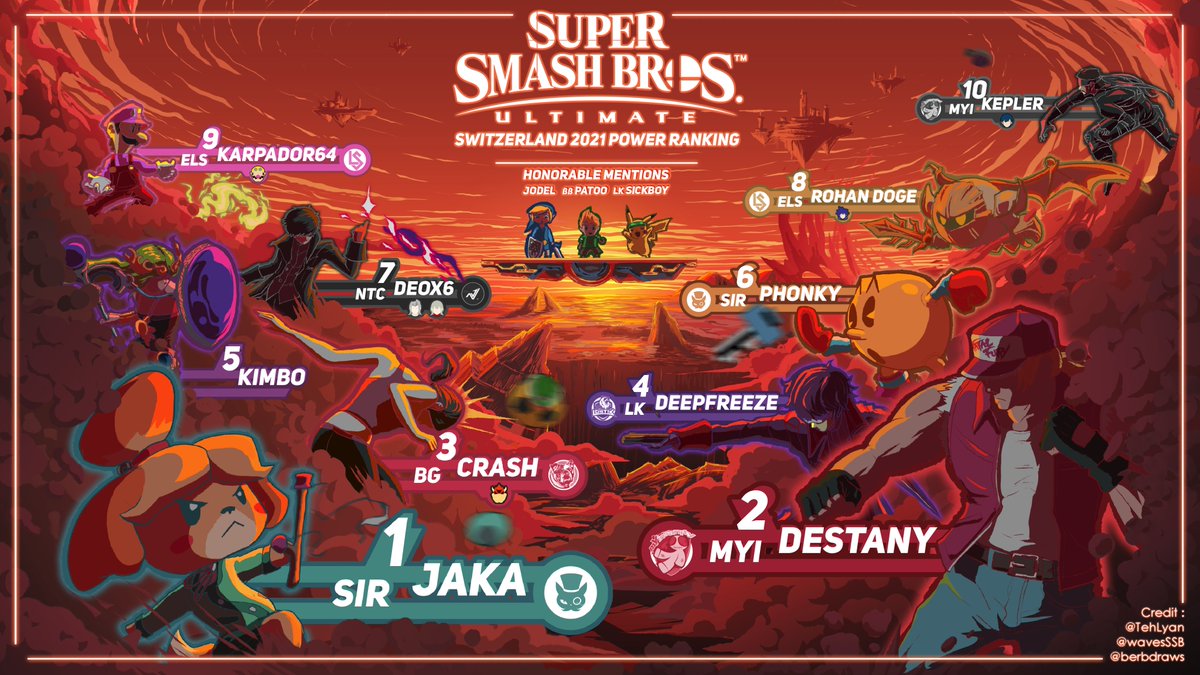 SUPER
SMASH BROS.™
ULTIMATE
SWITZERLAND 2021 POWER RANKING
HONORABLE MENTIONS
JODEL BB PATOO LK SICKBOY
10
MYI KEPLER
9
ELS KARPADOR64
8
ELS ROHAN DOGE
7
NTC DEOX6
6
SIR PHONKY
5
KIMBO
4
LK DEEPFREEZE
3
BG CRASH
2
MYI DESTANY
1
SIR JAKA
Credit :
@TehLyan
@wavesSSB
@berbdraws